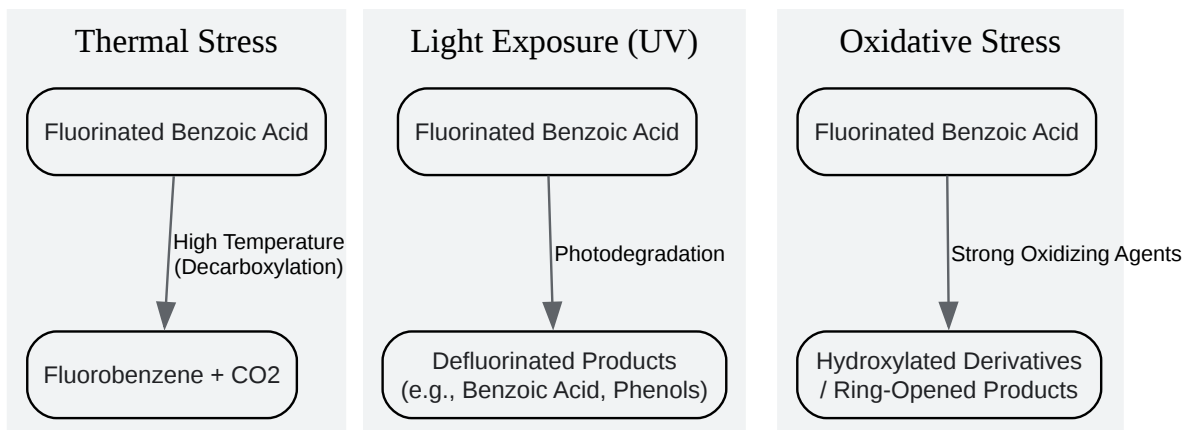 Thermal Stress
Fluorinated Benzoic Acid
High Temperature
(Decarboxylation)
Fluorobenzene + CO2
Light Exposure (UV)
Fluorinated Benzoic Acid
Photodegradation
Defluorinated Products
(e.g., Benzoic Acid, Phenols)
Oxidative Stress
Fluorinated Benzoic Acid
Strong Oxidizing Agents
Hydroxylated Derivatives
/ Ring-Opened Products